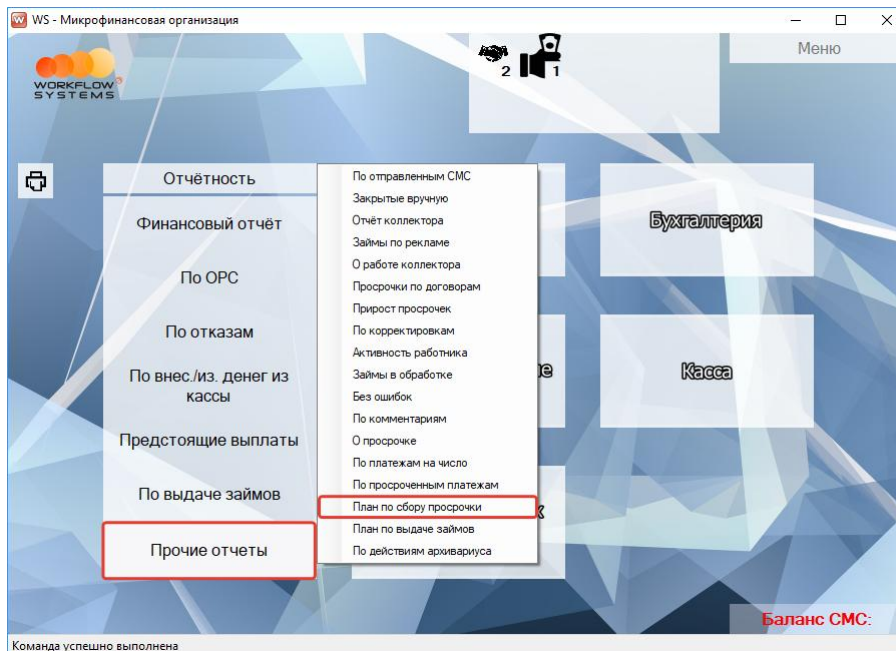 WS - Микрофинансовая организация
Меню
2
1
WORKFLOW
SYSTEMS
Отчётность
Финансовый отчёт
По ОРС
По отказам
По внес./из. денег из
кассы
Предстоящие выплаты
По выдаче займов
Прочие отчеты
По отправленным СМС
Закрытые вручную
Отчёт коллектора
Займы по рекламе
О работе коллектора
Просрочки по договорам
Прирост просрочек
По корректировкам
Активность работника
Займы в обработке
Без ошибок
По комментариям
О просрочке
По платежам на число
По просроченным платежам
План по сбору просрочки
План по выдаче займов
По действиям архивариуса
Бухгалтерия
Касса
Баланс СМС:
Команда успешно выполнена